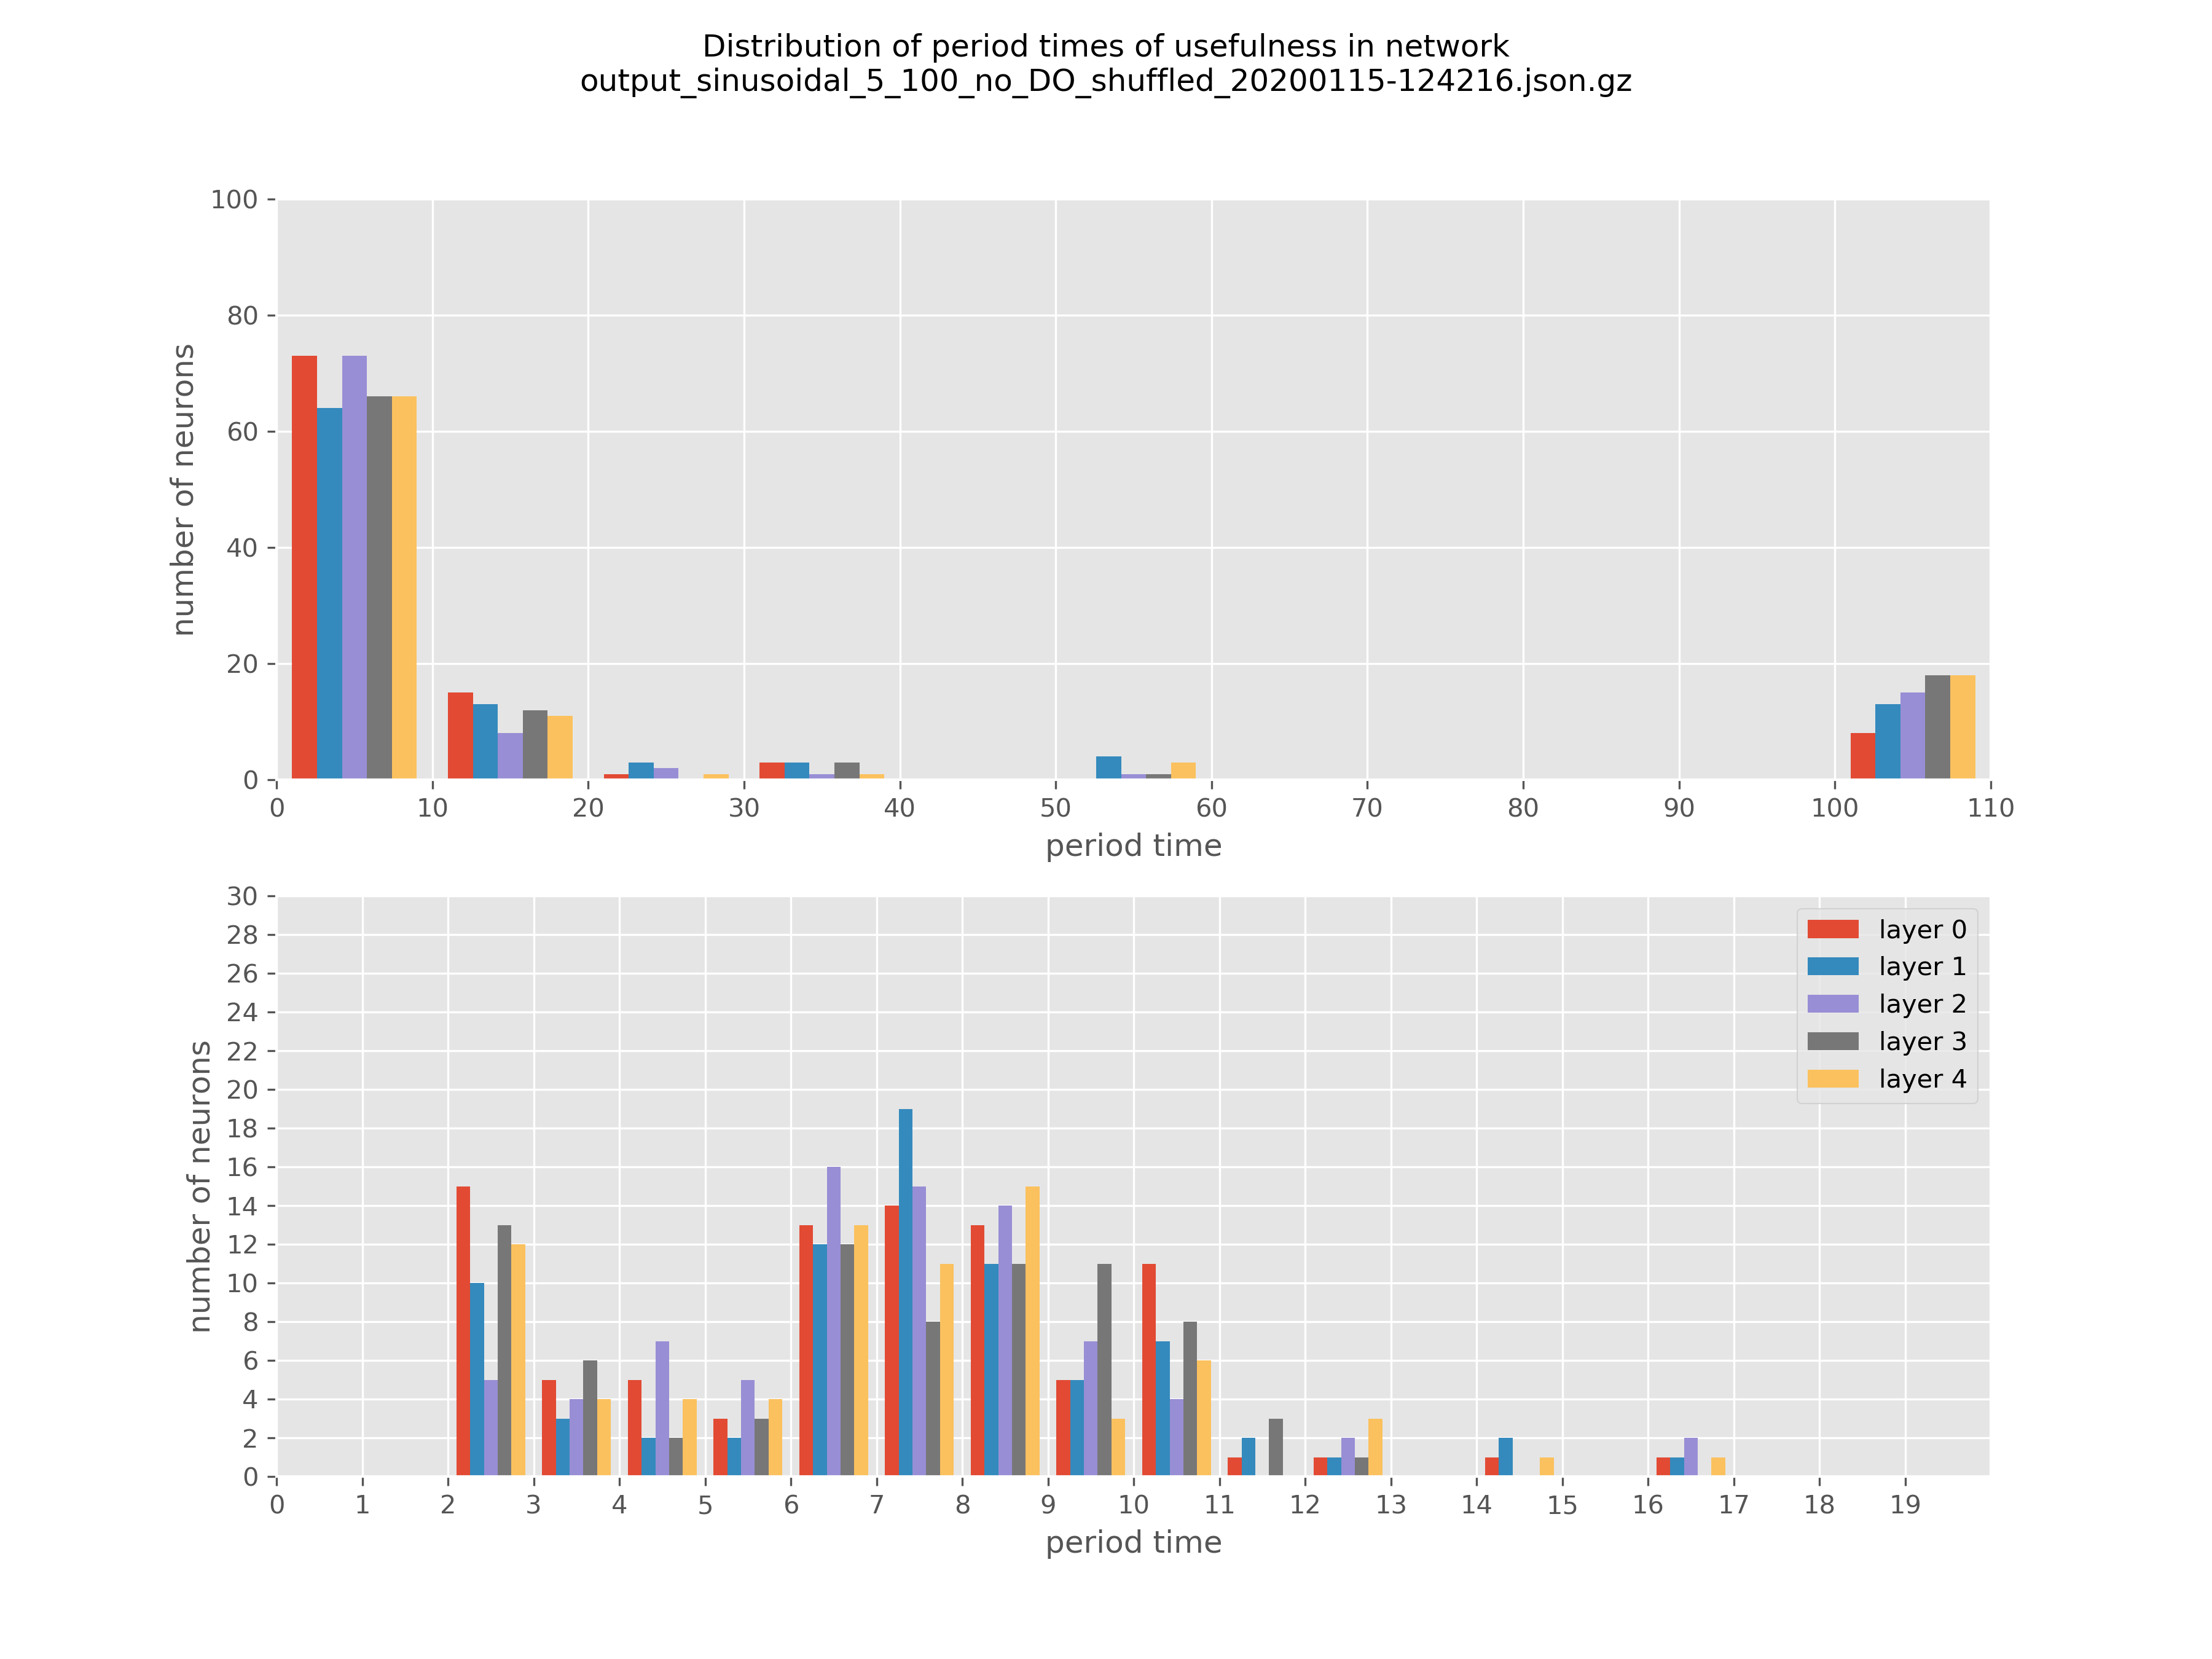 Distribution of period times of usefulness in network
output_sinusoidal_5_100_no_DO_shuffled_20200115-124216.json.gz
100
80
60
40
20
0
number of neurons
0 10 20 30 40 50 60 70 80 90 100 110
period time
30
28
26
24
22
20
18
16
14
12
10
8
6
4
2
0
number of neurons
layer 0
layer 1
layer 2
layer 3
layer 4
0 1 2 3 4 5 6 7 8 9 10 11 12 13 14 15 16 17 18 19
period time